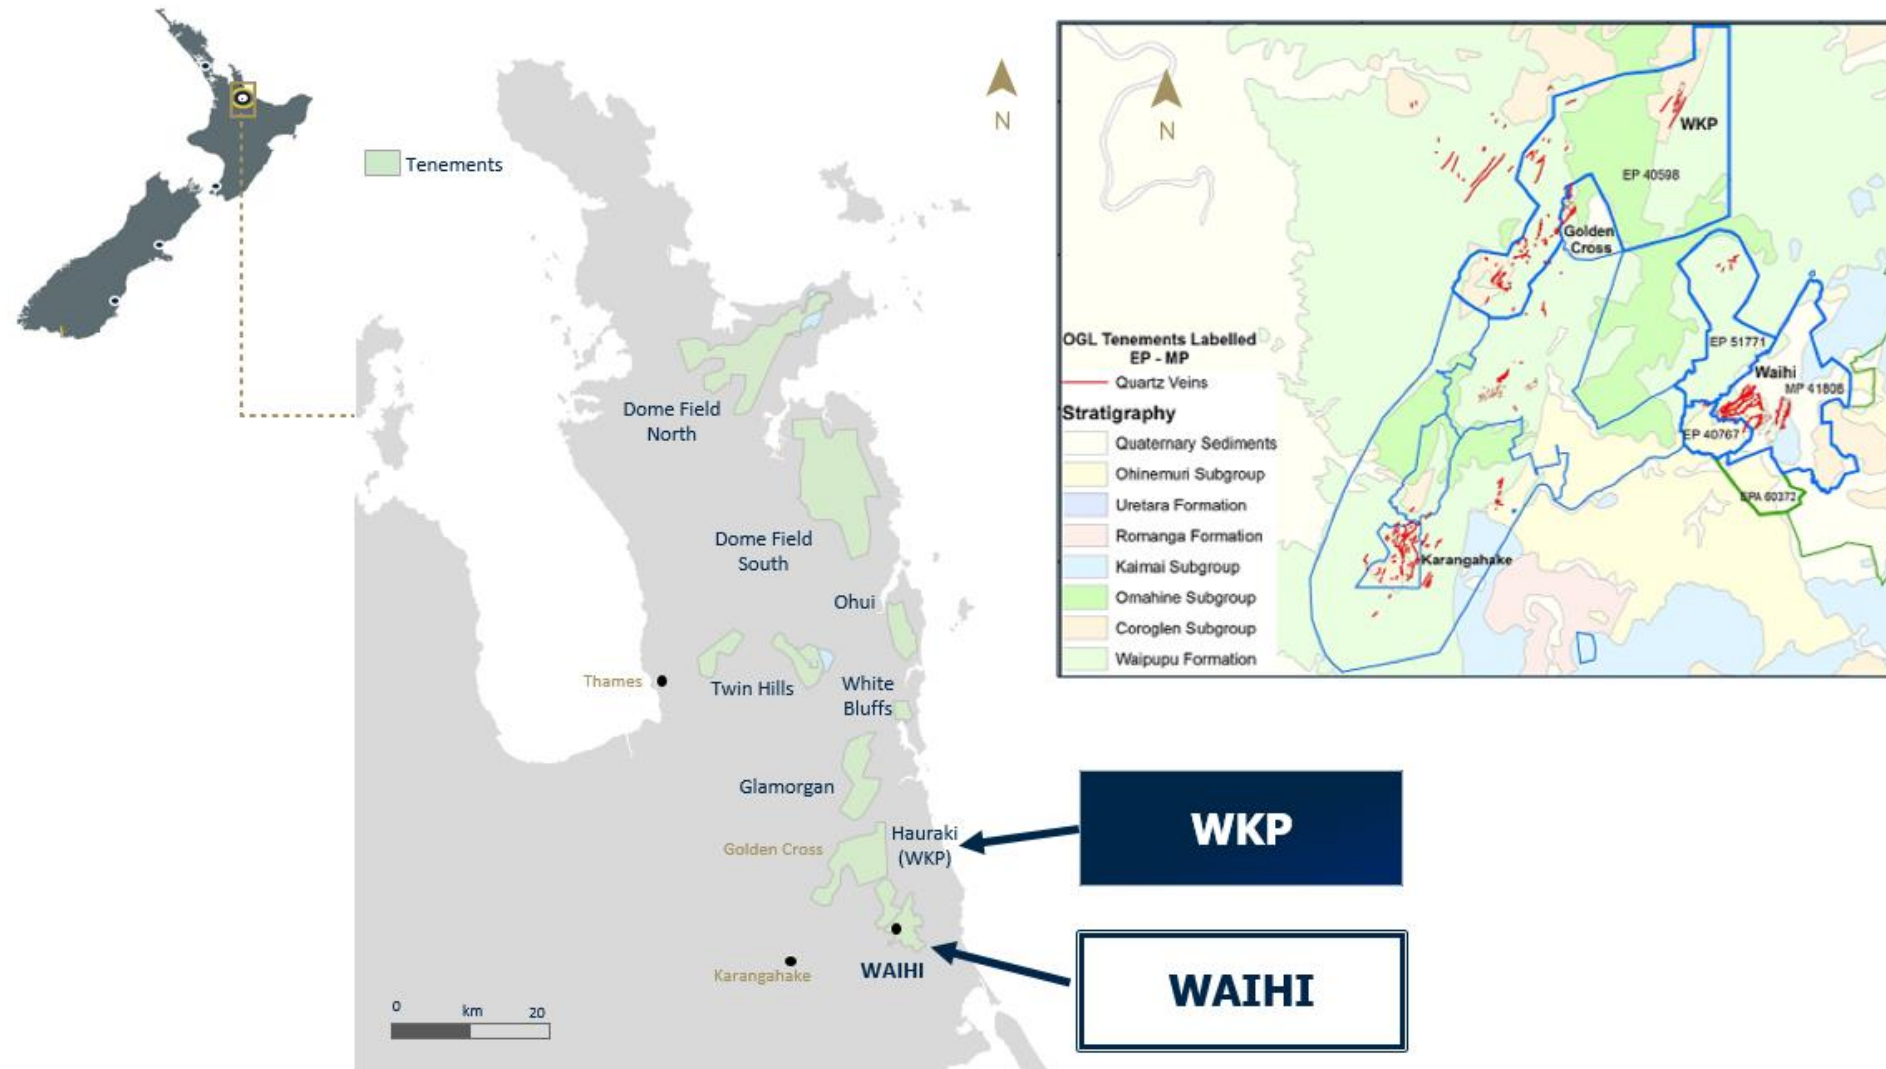 N
Tenements
Dome Field
North
Dome Field
South
Ohui
Thames
Twin Hills
White
Bluffs
Glamorgan
Golden Cross
Hauraki
(WKP)
WAIHI
Karangahake
0 km 20
N
WKP
EP 40598
Golden
Cross
EP 51771
Waihi
MP 41808
EP 40767
EPA 60372
Karangahake
OGL Tenements Labelled
EP - MP
Quartz Veins
Stratigraphy
Quaternary Sediments
Ohinemuri Subgroup
Uretara Formation
Romanga Formation
Kaimai Subgroup
Omahine Subgroup
Coroglen Subgroup
Waipupu Formation
WKP
WAIHI